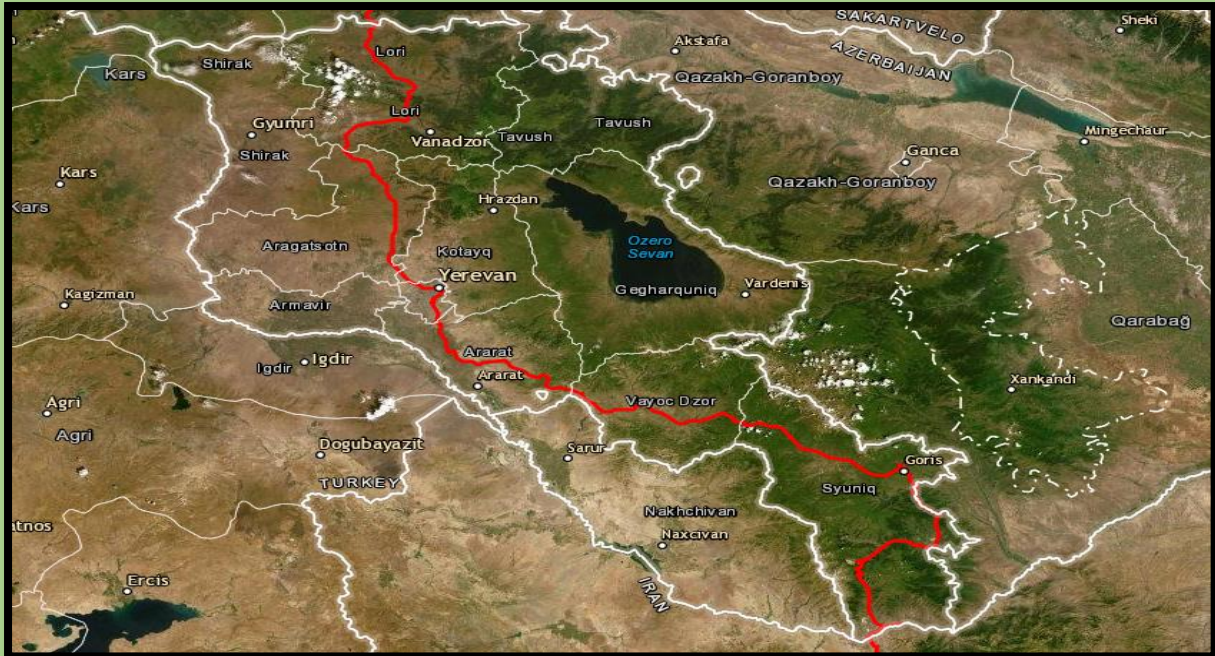 SAKARTVELO
Sheki
Lori
Akstafa
Shirak
AZERBAIJAN
Kars
Qazakh-Goranboy
Lori
Gyumri
Tavush
Mingechaur
Vanadzor
Tavush
Shirak
Ganca
Kars
Qazakh-Goranboy
Hrazdan
Kars
Ozero
Sevan
Aragatsotn
Kotayq
Yerevan
Gegharquniq
Vardenis
Kagizman
Armavir
Qarabağ
Ararat
Igdir
Igdir
Ararat
Xankandi
Vayoc Dzor
Agri
Agri
Dogubayazit
Sarur
Goris
TURKEY
Syuniq
Nakhchivan
atnos
Naxcivan
IRAN
Ercis